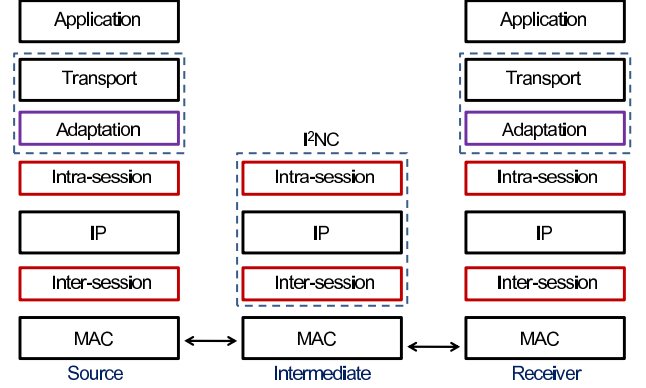 Application Application
Transport Transport
Adaptation Adaptation
I²NC
Intra-session Intra-session Intra-session
IP IP IP
Inter-session Inter-session Inter-session
MAC MAC MAC
Source Intermediate Receiver